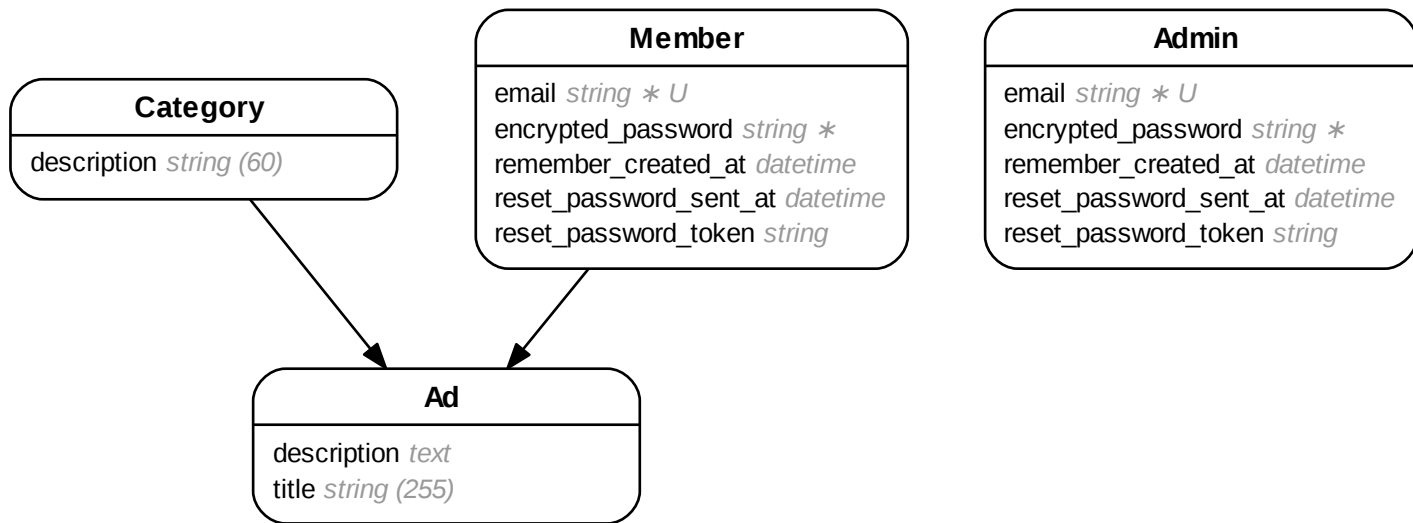 Category
description string (60)
Member
email string ∗ U
encrypted_password string ∗
remember_created_at datetime
reset_password_sent_at datetime
reset_password_token string
Admin
email string ∗ U
encrypted_password string ∗
remember_created_at datetime
reset_password_sent_at datetime
reset_password_token string
Ad
description text
title string (255)